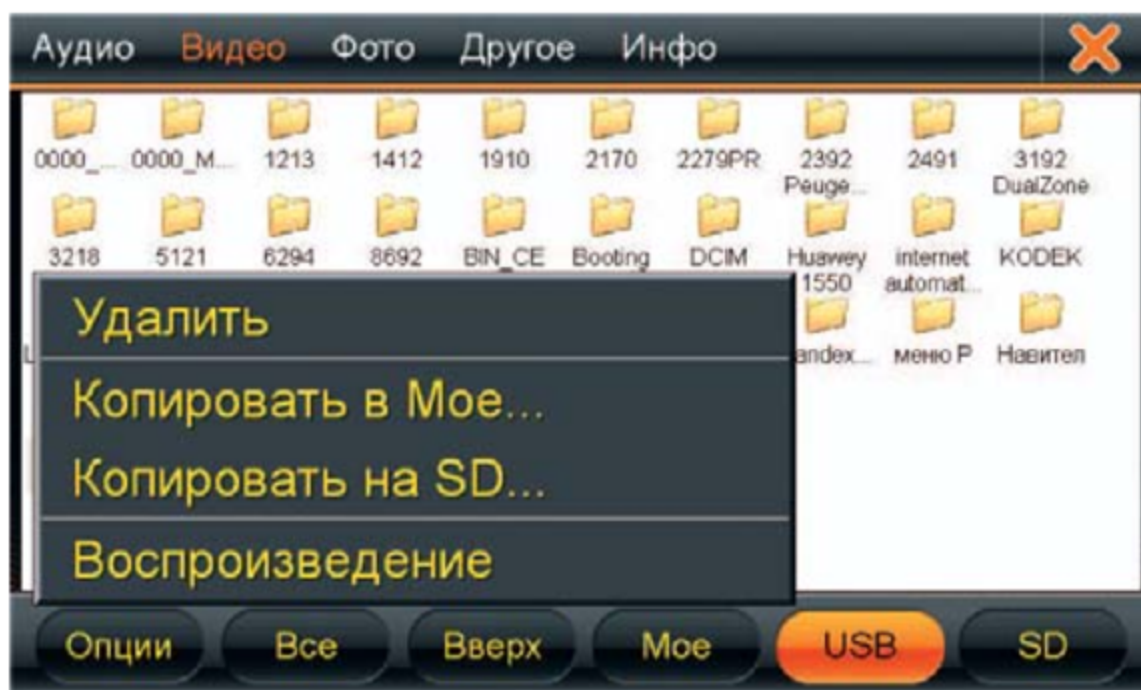 Аудио Видео Фото Другое Инфо
0000_... 0000_M... 1213 1412 1910 2170 2279PR 2392 2491 3192
Peuge... DualZone
3218 5121 6294 8692 BIN_CE Booting DCIM Huawey internet KODEK
1550 automat...
andex... меню P Навител
Удалить
Копировать в Мое...
Копировать на SD...
Воспроизведение
Опции Все Вверх Мое USB SD